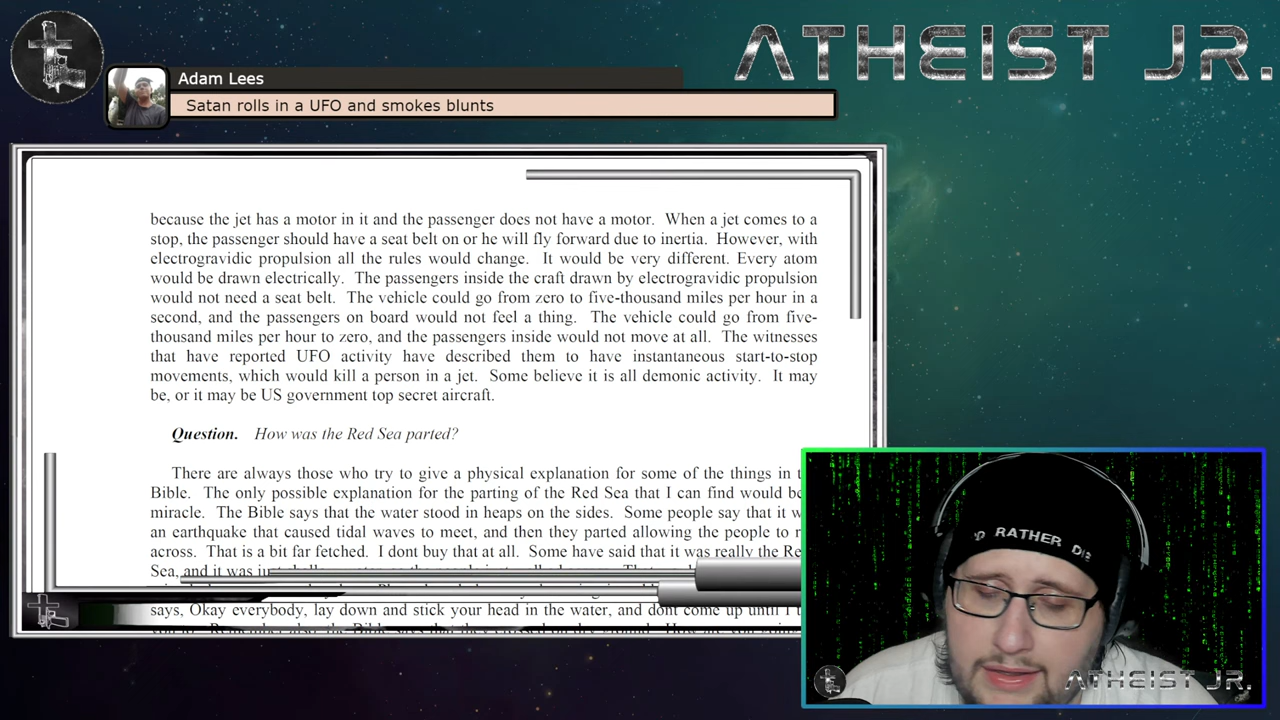 ATHEIST JR.
Adam Lees
Satan rolls in a UFO and smokes blunts
because the jet has a motor in it and the passenger does not have a motor. When a jet comes to a
stop, the passenger should have a seat belt on or he will fly forward due to inertia. However, with
electrogravidic propulsion all the rules would change. It would be very different. Every atom
would be drawn electrically. The passengers inside the craft drawn by electrogravidic propulsion
would not need a seat belt. The vehicle could go from zero to five-thousand miles per hour in a
second, and the passengers on board would not feel a thing. The vehicle could go from five-
thousand miles per hour to zero, and the passengers inside would not move at all. The witnesses
that have reported UFO activity have described them to have instantaneous start-to-stop
movements, which would kill a person in a jet. Some believe it is all demonic activity. It may
be, or it may be US government top secret aircraft.
Question. How was the Red Sea parted?
There are always those who try to give a physical explanation for some of the things in
Bible. The only possible explanation for the parting of the Red Sea that I can find would be
miracle. The Bible says that the water stood in heaps on the sides. Some people say that it
an earthquake that caused tidal waves to meet, and then they parted allowing the people to
across. That is a bit far fetched. I dont buy that at all. Some have said that it was really the
Sea, and it was
says, Okay everybody, lay down and stick your head in the water, and dont come up until I
RATHER
ATHEIST JR.